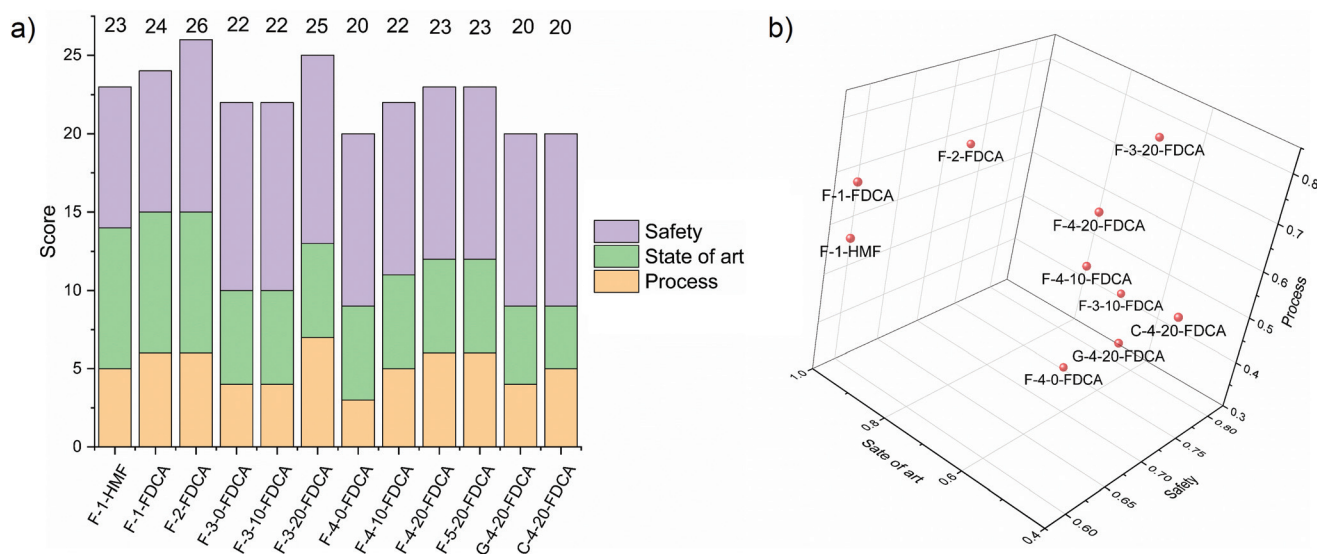 a)
23 24 26 22 22 25 20 22 23 23 20 20
25
20
15
10
5
0
Score
F-1-HMF
F-1-FDCA
F-2-FDCA
F-3-0-FDCA
F-3-10-FDCA
F-3-20-FDCA
F-4-0-FDCA
F-4-10-FDCA
F-4-20-FDCA
F-5-20-FDCA
G-4-20-FDCA
C-4-20-FDCA
Safety
State of art
Process
b)
F-2-FDCA
F-3-20-FDCA
F-1-FDCA
F-4-20-FDCA
F-1-HMF
F-4-10-FDCA
F-3-10-FDCA
C-4-20-FDCA
G-4-20-FDCA
F-4-0-FDCA
1.0
0.8
0.6
0.4
Sate of art
0.60
0.65
0.70
0.75
0.80
Safety
0.3
0.4
0.5
0.6
0.7
0.8
Process